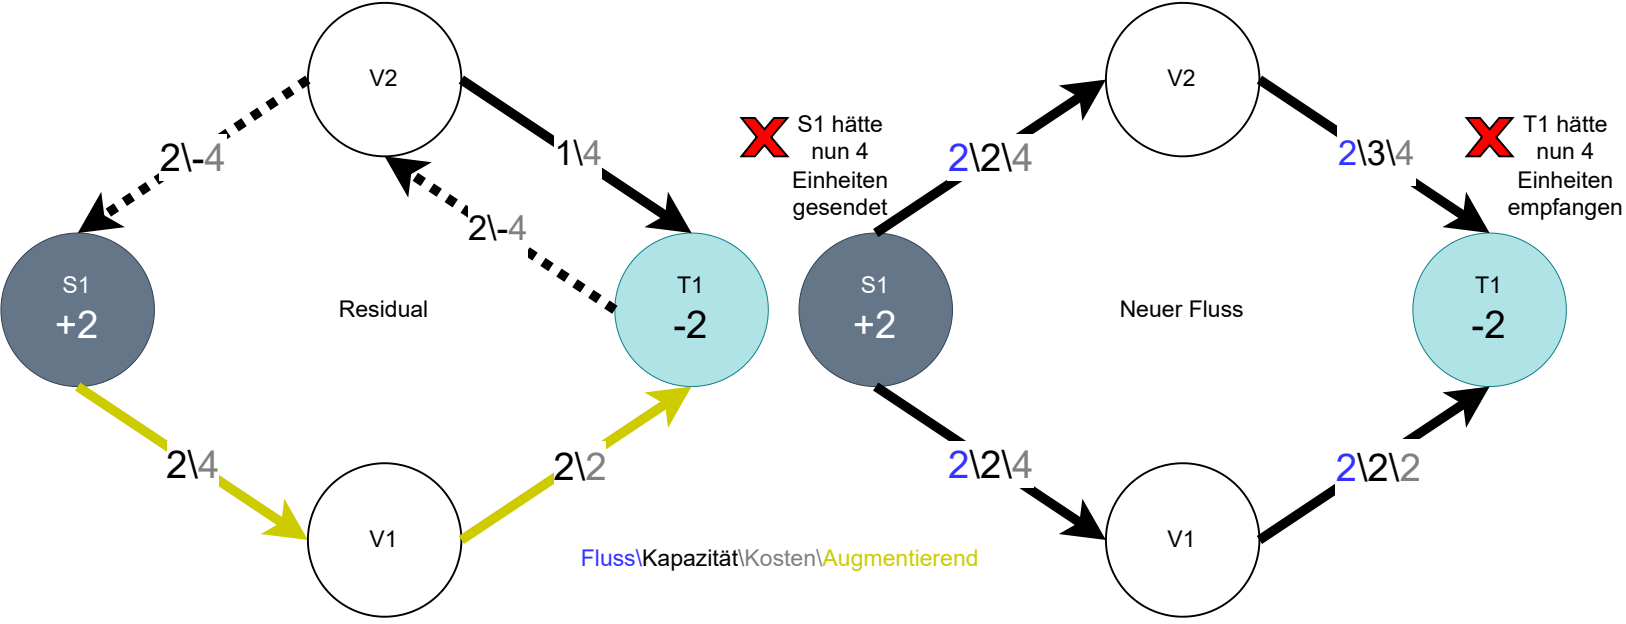 V2
2\-4
1\4
2\-4
S1
+2
Residual
T1
-2
2\4
2\2
V1
S1 hätte
nun 4
Einheiten
gesendet
V2
2\2\4
2\3\4
T1 hätte
nun 4
Einheiten
empfangen
S1
+2
Neuer Fluss
T1
-2
2\2\4
2\2\2
V1
Fluss\Kapazität\Kosten\Augmentierend